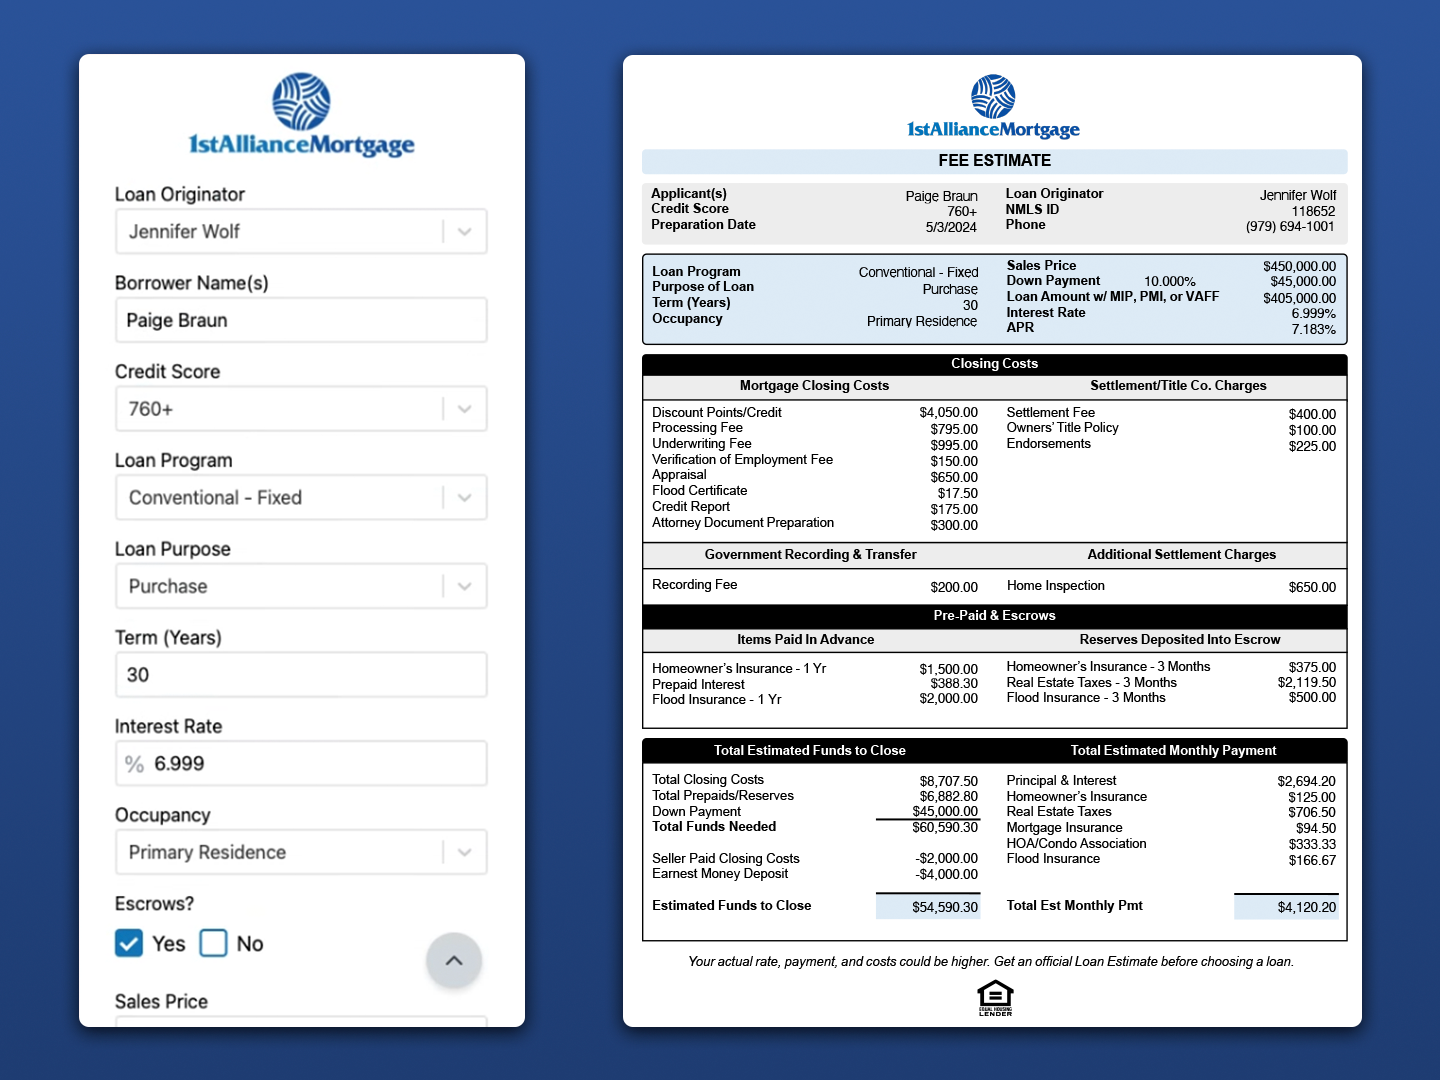 1stAllianceMortgage
Loan Originator
Jennifer Wolf
Borrower Name(s)
Paige Braun
Credit Score
760+
Loan Program
Conventional - Fixed
Loan Purpose
Purchase
Term (Years)
30
Interest Rate
% 6.999
Occupancy
Primary Residence
Escrows?
Yes No
Sales Price
1stAllianceMortgage
FEE ESTIMATE
Applicant(s) Paige Braun
Credit Score 760+
Preparation Date 5/3/2024
Loan Originator Jennifer Wolf
NMLS ID 118652
Phone (979) 694-1001
Loan Program Conventional - Fixed
Purpose of Loan Purchase
Term (Years) 30
Occupancy Primary Residence
Sales Price $450,000.00
Down Payment 10.000% $45,000.00
Loan Amount w/ MIP, PMI, or VAFF $405,000.00
Interest Rate 6.999%
APR 7.183%
Closing Costs
Mortgage Closing Costs
Discount Points/Credit $4,050.00
Processing Fee $795.00
Underwriting Fee $995.00
Verification of Employment Fee $150.00
Appraisal $650.00
Flood Certificate $17.50
Credit Report $175.00
Attorney Document Preparation $300.00
Settlement/Title Co. Charges
Settlement Fee $400.00
Owners' Title Policy $100.00
Endorsements $225.00
Government Recording & Transfer
Recording Fee $200.00
Additional Settlement Charges
Home Inspection $650.00
Pre-Paid & Escrows
Items Paid In Advance
Homeowner's Insurance - 1 Yr $1,500.00
Prepaid Interest $388.30
Flood Insurance - 1 Yr $2,000.00
Reserves Deposited Into Escrow
Homeowner's Insurance - 3 Months $375.00
Real Estate Taxes - 3 Months $2,119.50
Flood Insurance - 3 Months $500.00
Total Estimated Funds to Close
Total Closing Costs $8,707.50
Total Prepaids/Reserves $6,882.80
Down Payment $45,000.00
Total Funds Needed $60,590.30
Seller Paid Closing Costs -$2,000.00
Earnest Money Deposit -$4,000.00
Estimated Funds to Close $54,590.30
Total Estimated Monthly Payment
Principal & Interest $2,694.20
Homeowner's Insurance $125.00
Real Estate Taxes $706.50
Mortgage Insurance $94.50
HOA/Condo Association $333.33
Flood Insurance $166.67
Total Est Monthly Pmt $4,120.20
Your actual rate, payment, and costs could be higher. Get an official Loan Estimate before choosing a loan.
EQUAL HOUSING
LENDER